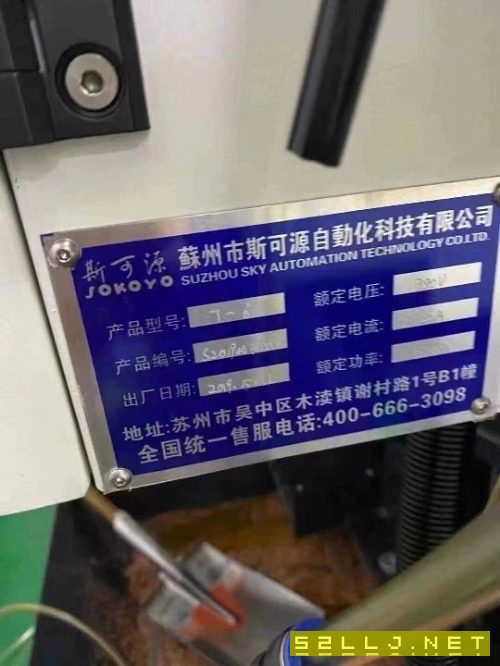 斯可源 蘇州市斯可源自動化科技有限公司
SOKOYO SUZHOU SKY AUTOMATION TECHNOLOGY CO.LTD.
产品型号: T-6 额定电压: 380V
产品编号: 额定电流:
出厂日期: 额定功率:
地址:苏州市吴中区木渎镇谢村路1号B1幢
全国统一售服电话:400-666-3098
52LLJ.NET